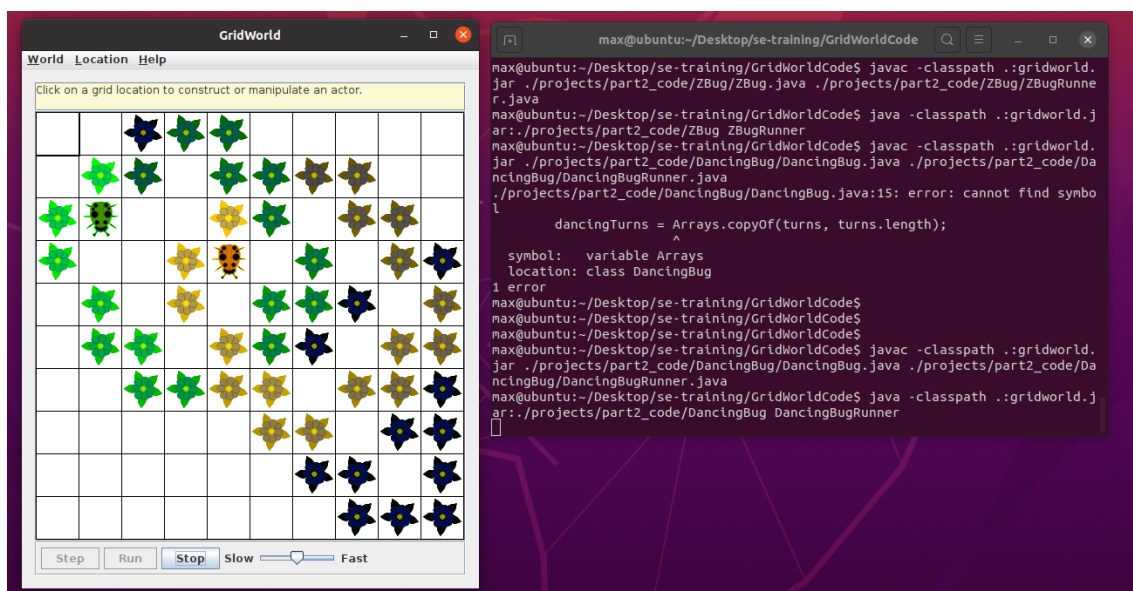 GridWorld
World Location Help
Click on a grid location to construct or manipulate an actor.
Step Run Stop Slow Fast
max@ubuntu:~/Desktop/se-training/GridWorldCode
max@ubuntu:~/Desktop/se-training/GridWorldCode$ javac -classpath .:gridworld.
jar ./projects/part2_code/ZBug/ZBug.java ./projects/part2_code/ZBug/ZBugRunne
r.java
max@ubuntu:~/Desktop/se-training/GridWorldCode$ java -classpath .:gridworld.j
ar:./projects/part2_code/ZBug ZBugRunner
max@ubuntu:~/Desktop/se-training/GridWorldCode$ javac -classpath .:gridworld.
jar ./projects/part2_code/DancingBug/DancingBug.java ./projects/part2_code/Da
ncingBug/DancingBugRunner.java
./projects/part2_code/DancingBug/DancingBug.java:15: error: cannot find symbo
l
dancingTurns = Arrays.copyOf(turns, turns.length);
^
symbol:   variable Arrays
location: class DancingBug
1 error
max@ubuntu:~/Desktop/se-training/GridWorldCode$
max@ubuntu:~/Desktop/se-training/GridWorldCode$
max@ubuntu:~/Desktop/se-training/GridWorldCode$
max@ubuntu:~/Desktop/se-training/GridWorldCode$ javac -classpath .:gridworld.
jar ./projects/part2_code/DancingBug/DancingBug.java ./projects/part2_code/Da
ncingBug/DancingBugRunner.java
max@ubuntu:~/Desktop/se-training/GridWorldCode$ java -classpath .:gridworld.j
ar:./projects/part2_code/DancingBug DancingBugRunner